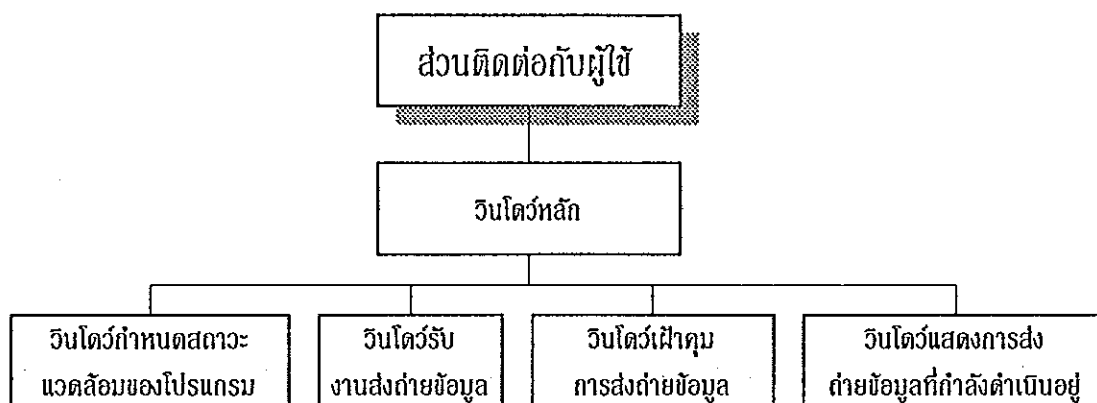 ส่วนติดต่อกับผู้ใช้
วินโดว์หลัก
วินโดว์กำหนดสถาวะ
แวดล้อมของโปรแกรม
วินโดว์รับ
งานส่งถ่ายข้อมูล
วินโดว์เฝ้าคุม
การส่งถ่ายข้อมูล
วินโดว์แสดงการส่ง
ถ่ายข้อมูลที่กำลังดำเนินอยู่